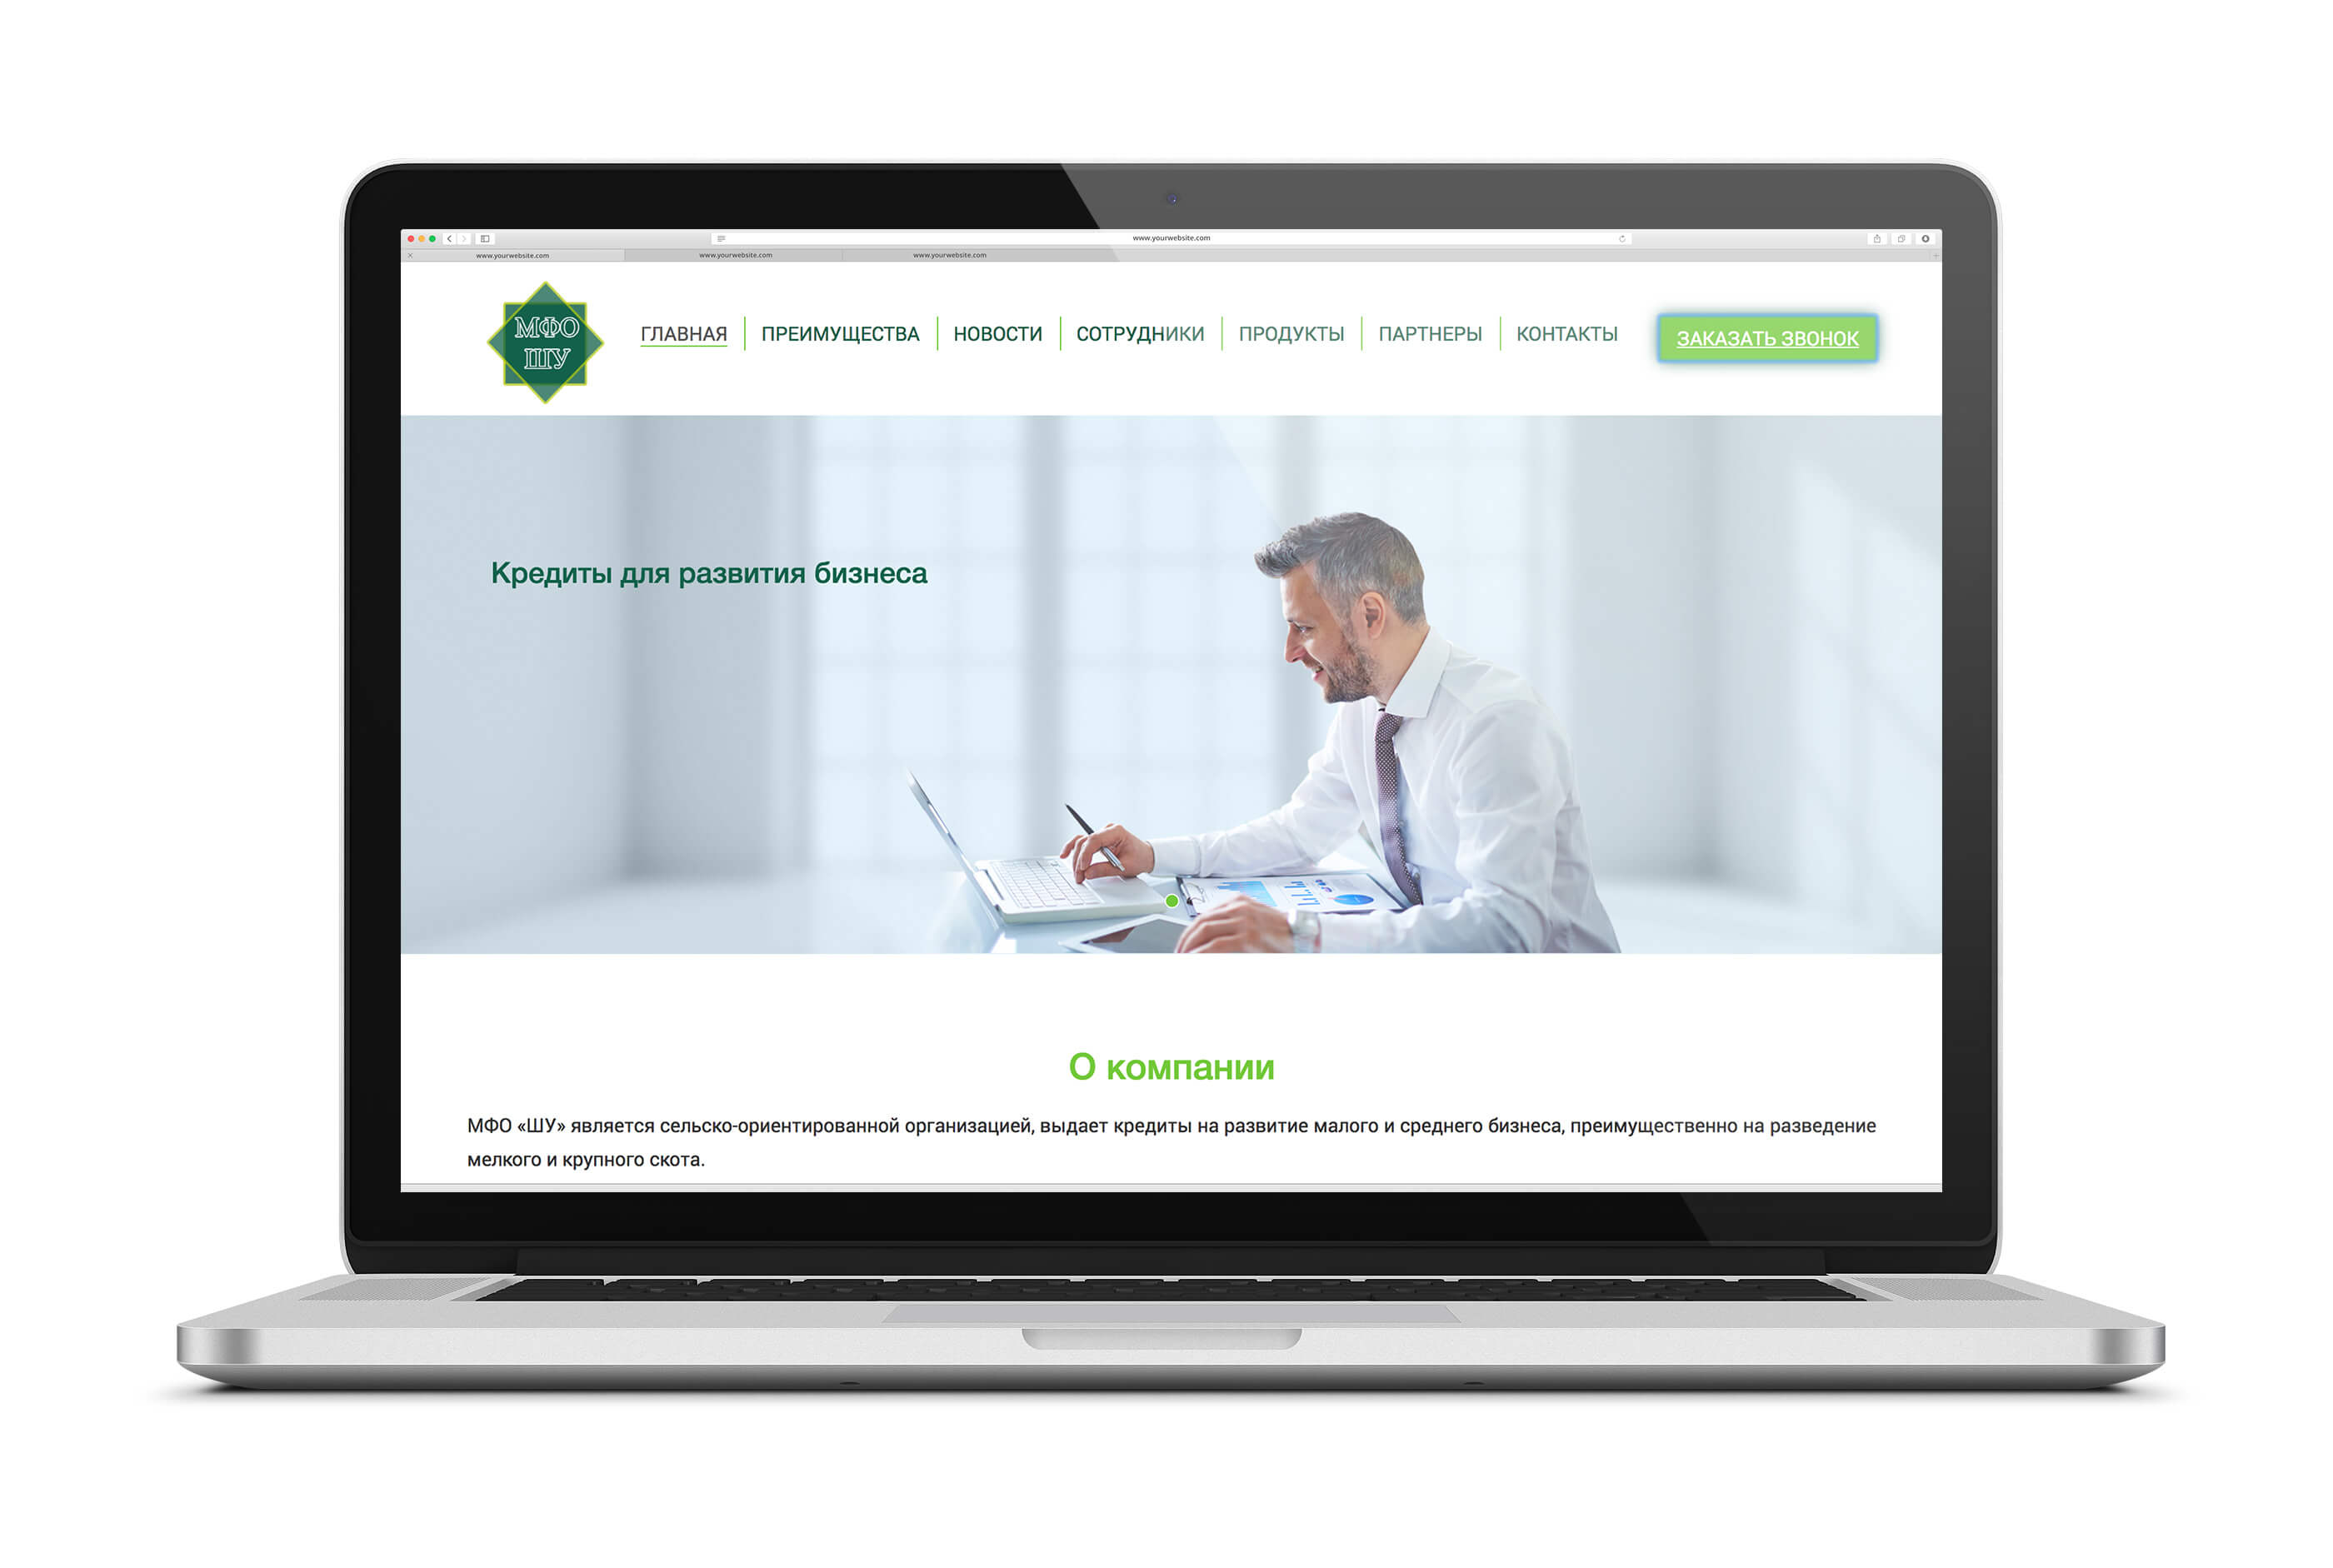 www.yourwebsite.com
www.yourwebsite.com
www.yourwebsite.com
www.yourwebsite.com
МФО
ШУ
ГЛАВНАЯ
ПРЕИМУЩЕСТВА
НОВОСТИ
СОТРУДНИКИ
ПРОДУКТЫ
ПАРТНЕРЫ
КОНТАКТЫ
ЗАКАЗАТЬ ЗВОНОК
Кредиты для развития бизнеса
О компании
МФО «ШУ» является сельско-ориентированной организацией, выдает кредиты на развитие малого и среднего бизнеса, преимущественно на разведение
мелкого и крупного скота.